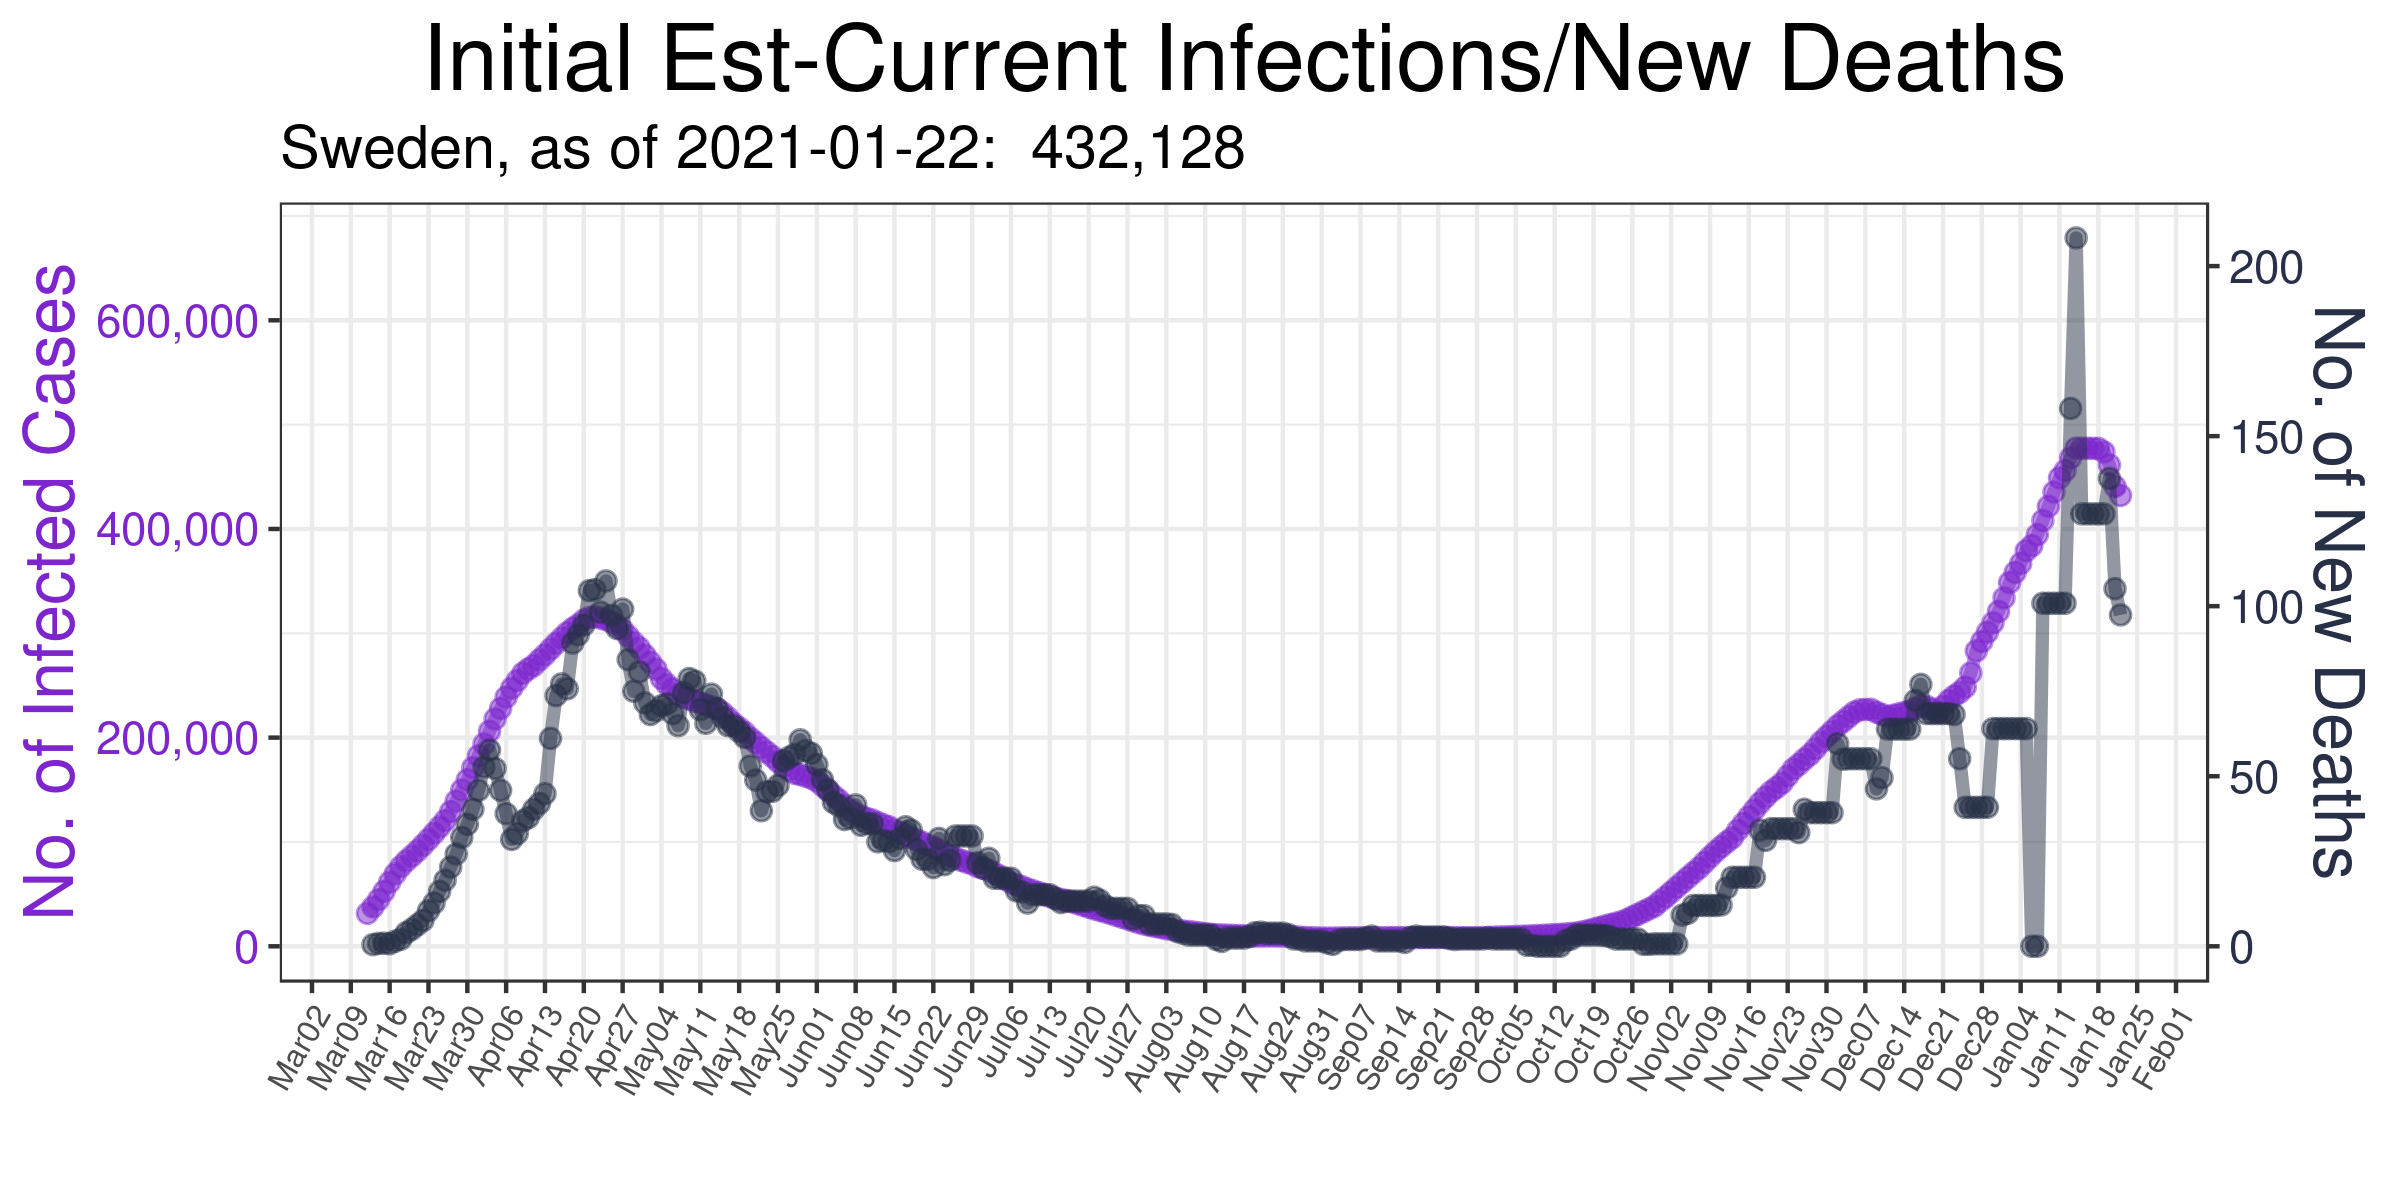 Initial Est-Current Infections/New Deaths
Sweden, as of 2021-01-22:  432,128
No. of Infected Cases
600,000
400,000
200,000
0
200
150
100
50
0
No. of New Deaths
Mar02
Mar09
Mar16
Mar23
Mar30
Apr06
Apr13
Apr20
Apr27
May04
May11
May18
May25
Jun01
Jun08
Jun15
Jun22
Jun29
Jul06
Jul13
Jul20
Jul27
Aug03
Aug10
Aug17
Aug24
Aug31
Sep07
Sep14
Sep21
Sep28
Oct05
Oct12
Oct19
Oct26
Nov02
Nov09
Nov16
Nov23
Nov30
Dec07
Dec14
Dec21
Dec28
Jan04
Jan11
Jan18
Jan25
Feb01